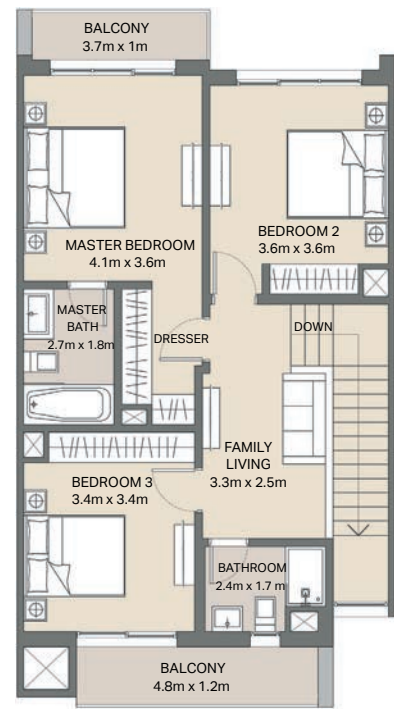 BALCONY
3.7m x 1m
MASTER BEDROOM
4.1m x 3.6m
BEDROOM 2
3.6m x 3.6m
MASTER
BATH
2.7m x 1.8m
DRESSER
DOWN
FAMILY
LIVING
3.3m x 2.5m
BEDROOM 3
3.4m x 3.4m
BATHROOM
2.4m x 1.7 m
BALCONY
4.8m x 1.2m